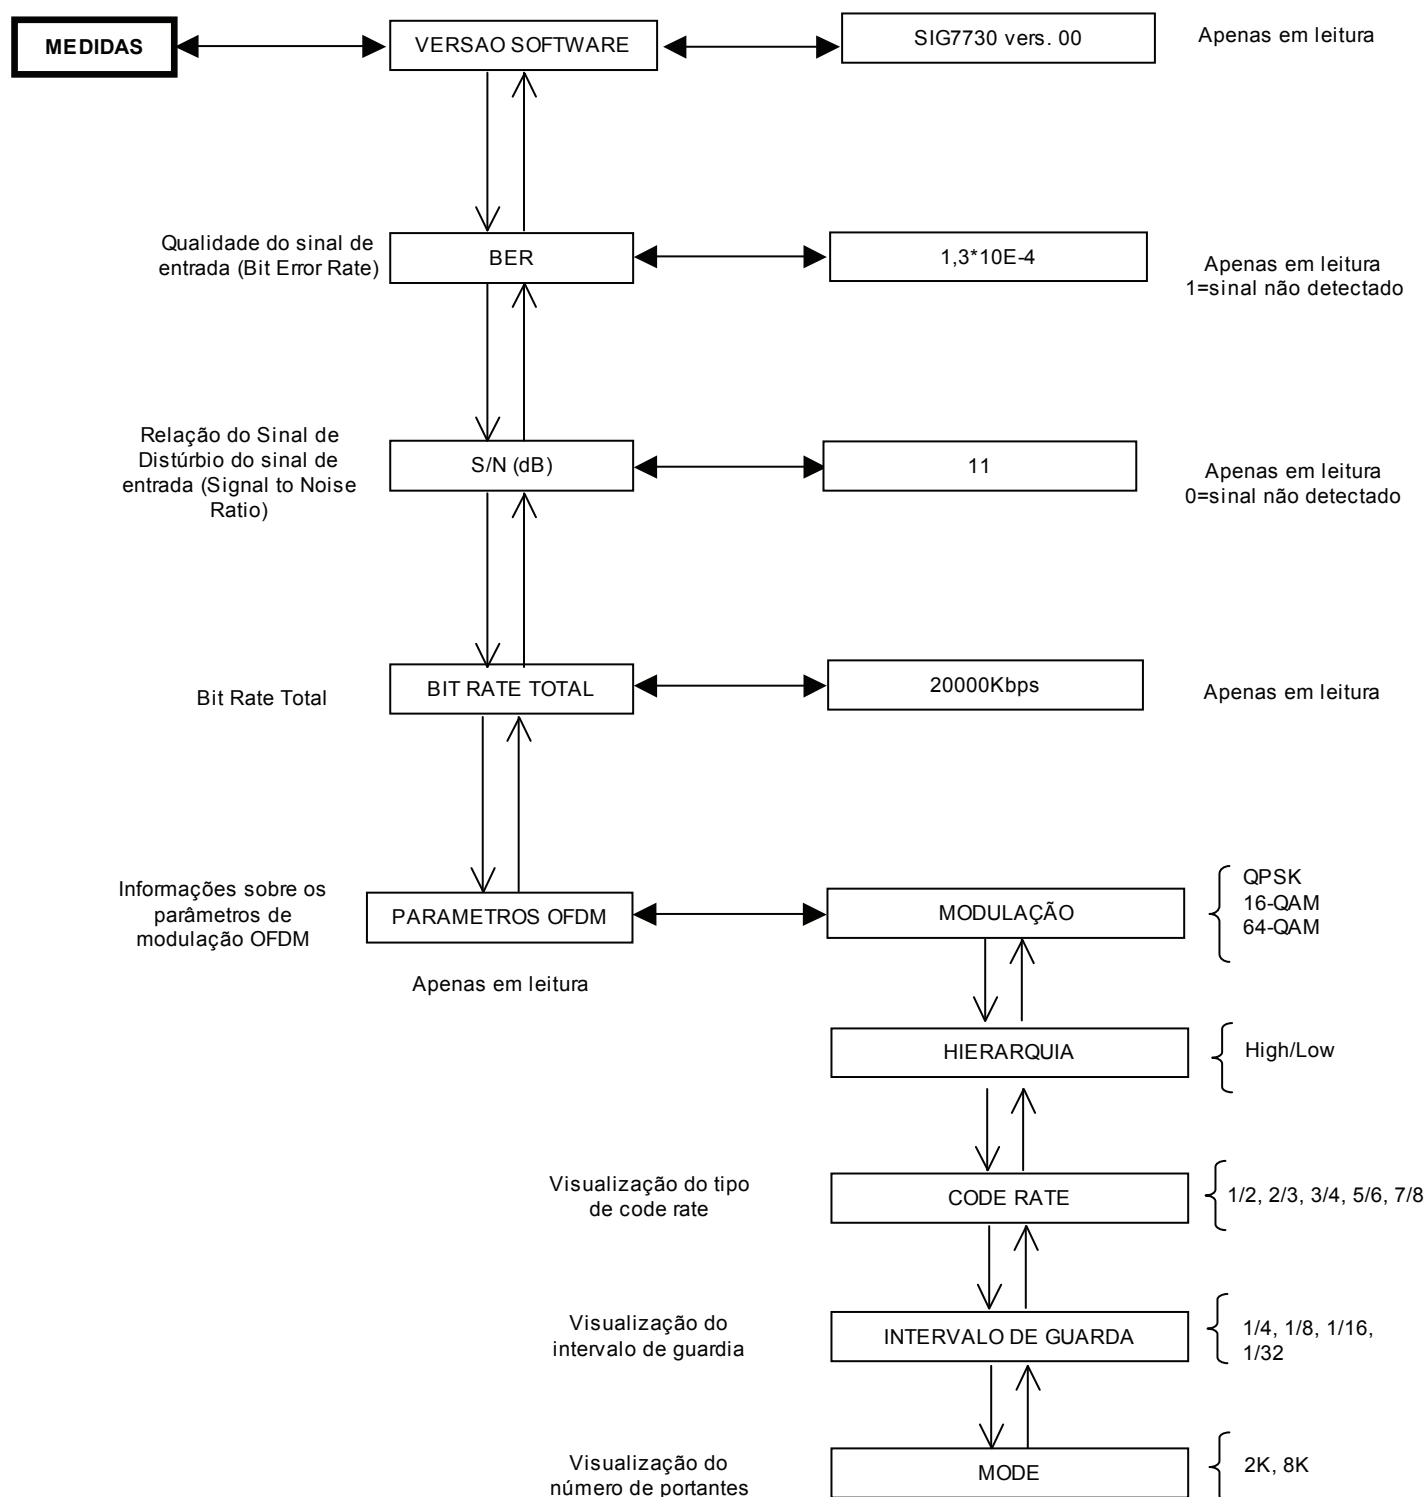 MEDIDAS
VERSAO SOFTWARE
SIG7730 vers. 00
Apenas em leitura
Qualidade do sinal de
entrada (Bit Error Rate)
BER
1,3*10E-4
Apenas em leitura
1=sinal não detectado
Relação do Sinal de
Distúrbio do sinal de
entrada (Signal to Noise
Ratio)
S/N (dB)
11
Apenas em leitura
0=sinal não detectado
Bit Rate Total
BIT RATE TOTAL
20000Kbps
Apenas em leitura
Informações sobre os
parâmetros de
modulação OFDM
PARAMETROS OFDM
Apenas em leitura
MODULAÇÃO
QPSK
16-QAM
64-QAM
HIERARQUIA
High/Low
Visualização do tipo
de code rate
CODE RATE
1/2, 2/3, 3/4, 5/6, 7/8
Visualização do
intervalo de guardia
INTERVALO DE GUARDA
1/4, 1/8, 1/16,
1/32
Visualização do
número de portantes
MODE
2K, 8K